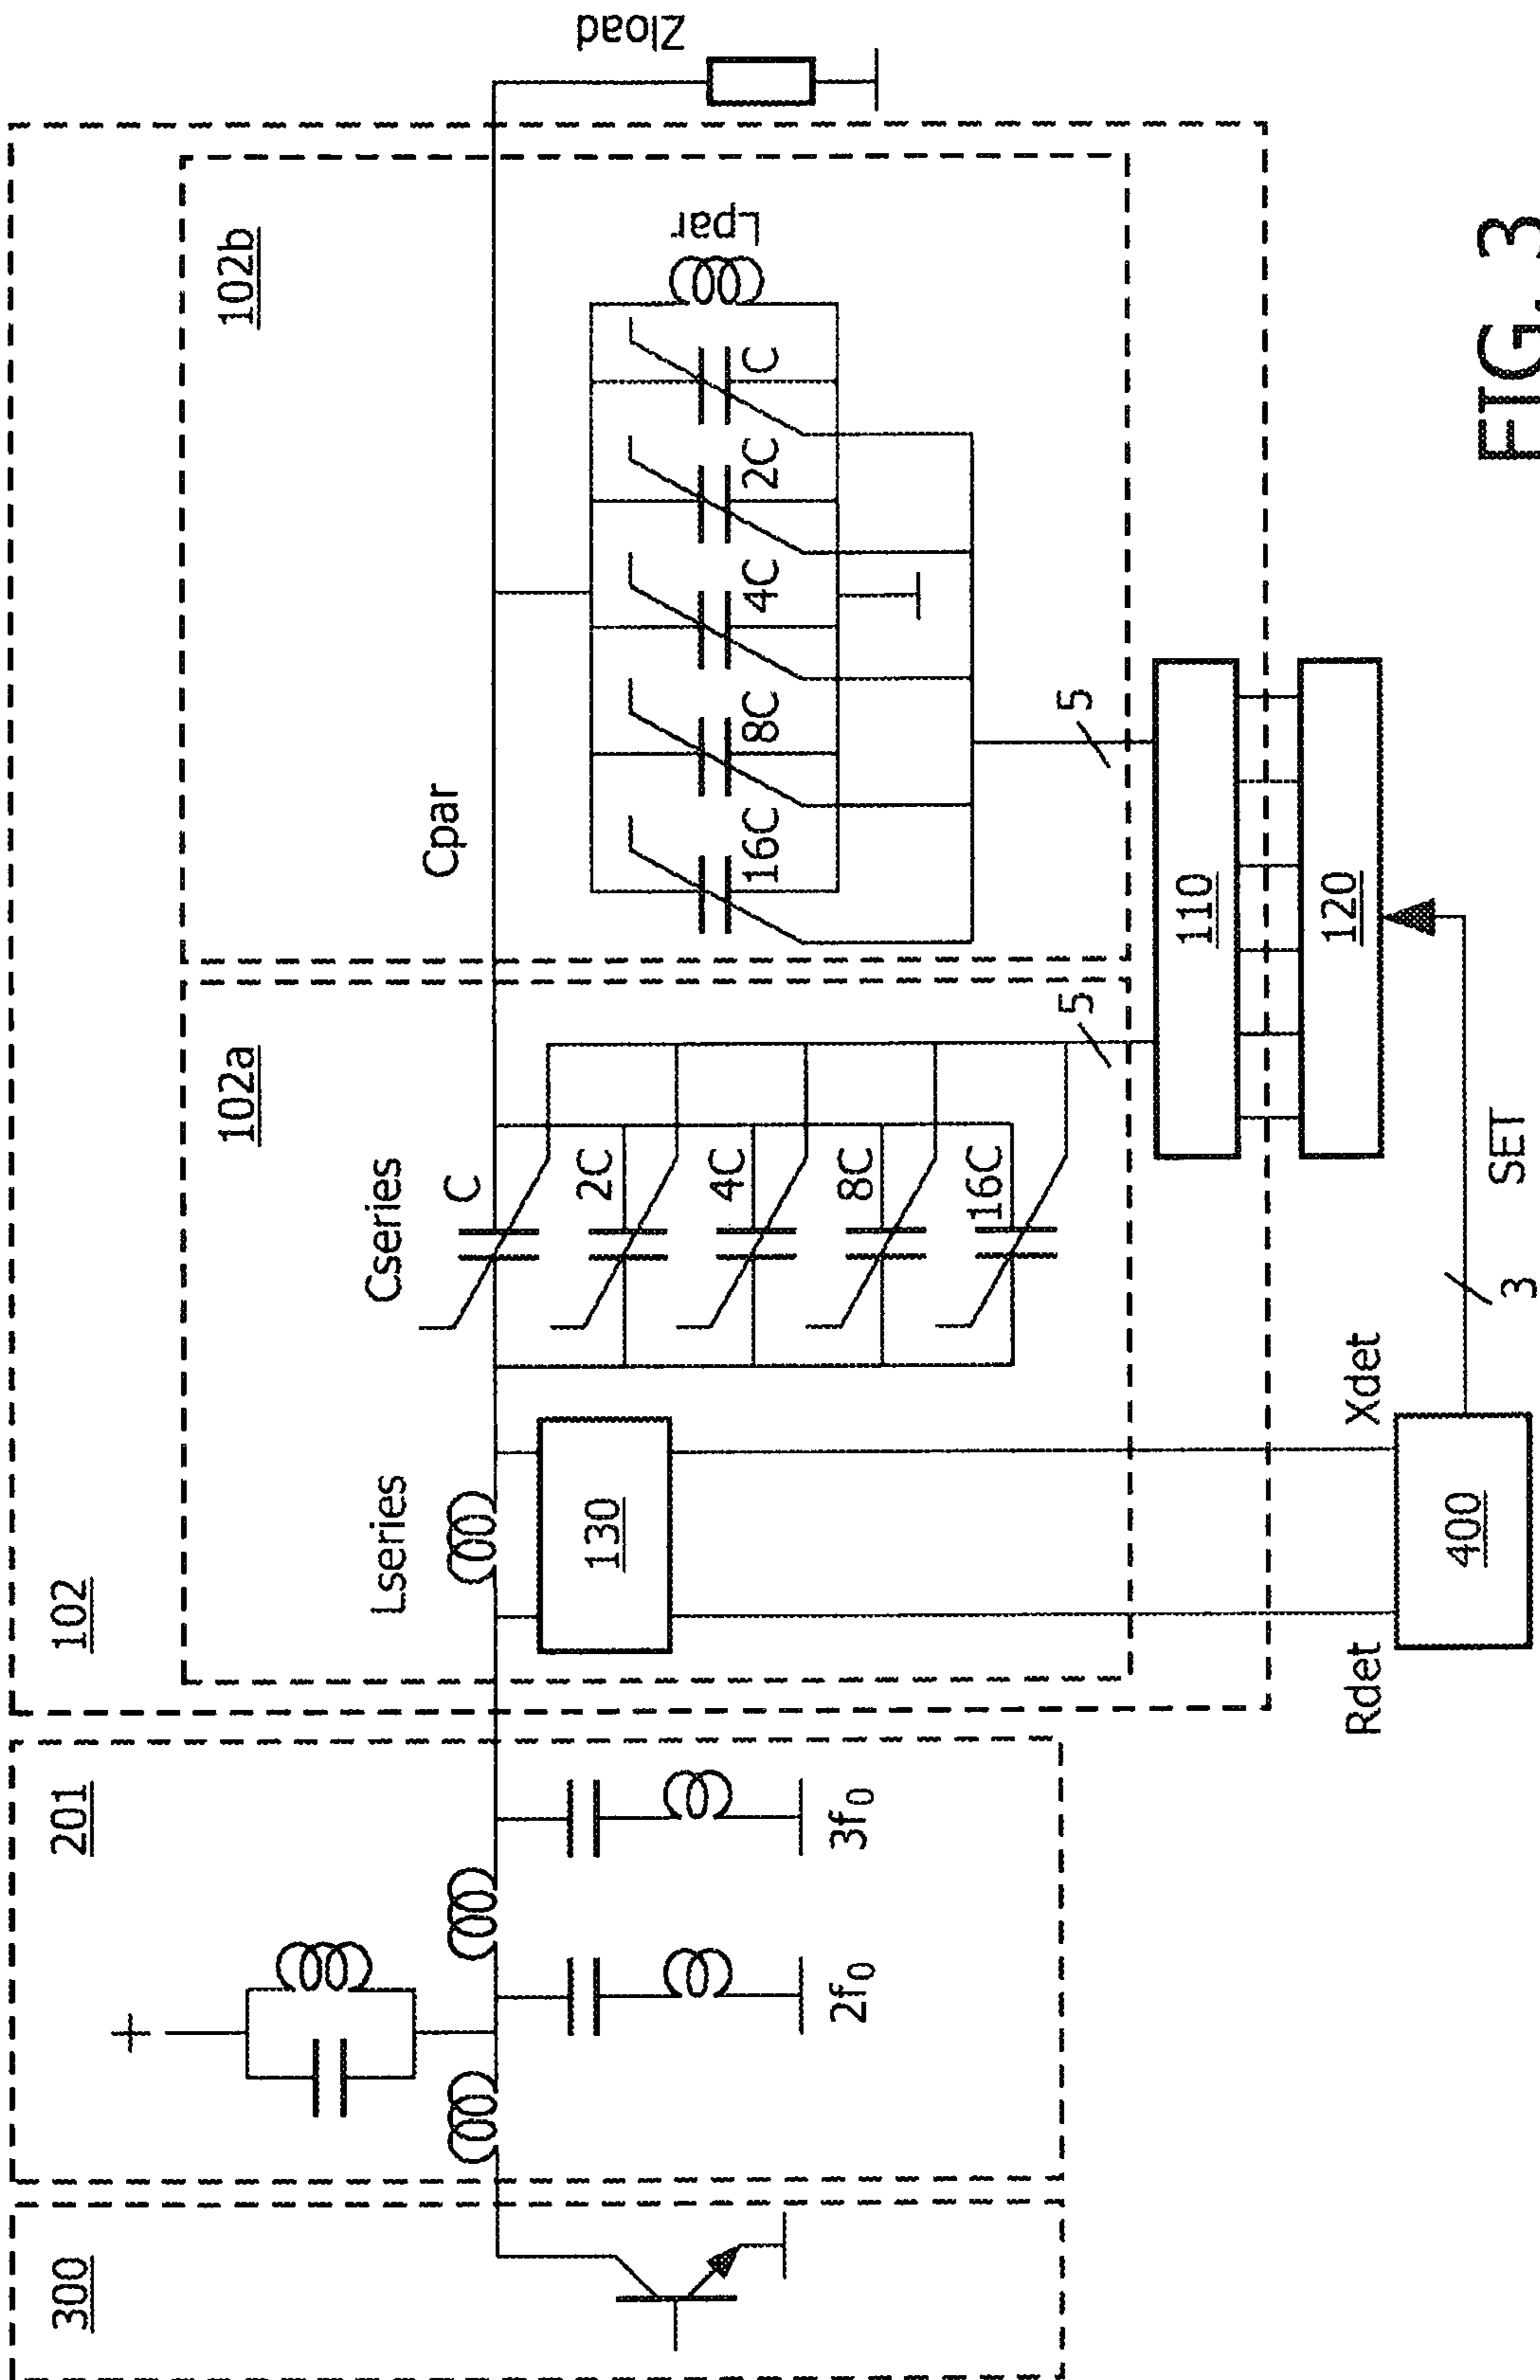 300
201
+
2f0
3f0
102
102a
Lseries
130
Cseries
C
2C
4C
8C
16C
5
102b
Cpar
16C
8C
4C
2C
C
Lpar
5
Zload
110
120
Rdet
Xdet
400
3
SET
FIG. 3